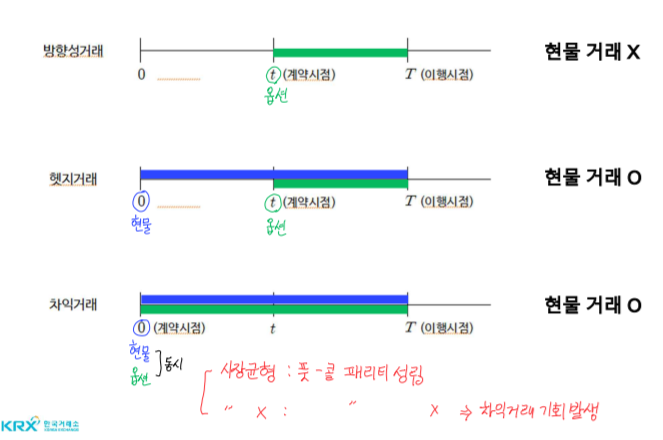 방향성거래
현물 거래 X
0 t (계약시점) T (이행시점)
옵션
헷지거래
현물 거래 O
0 t (계약시점) T (이행시점)
현물 옵션
차익거래
현물 거래 O
0 (계약시점) t T (이행시점)
현물
옵션
동시
시장균형 : 풋-콜 패리티 성립
〃 X : 〃 X ⇒ 차익거래 기회 발생
KRX 한국거래소